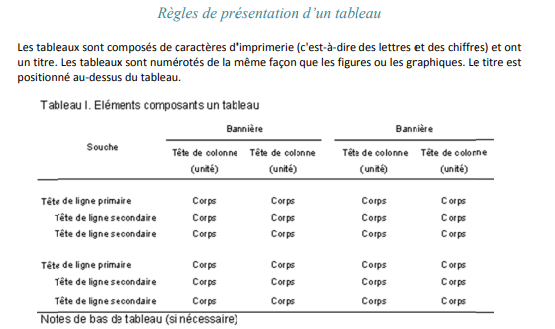 Règles de présentation d'un tableau
Les tableaux sont composés de caractères d'imprimerie (c'est-à-dire des lettres et des chiffres) et ont
un titre. Les tableaux sont numérotés de la même façon que les figures ou les graphiques. Le titre est
positionné au-dessus du tableau.
Tableau I. Eléments composants un tableau
Bannière Bannière
Souche
Tête de colonne Tête de colonne Tête de colonne Tête de colonne
(unité) (unité) (unité) (unité)
Tête de ligne primaire Corps Corps Corps Corps
Tête de ligne secondaire Corps Corps Corps Corps
Tête de ligne secondaire Corps Corps Corps Corps
Tête de ligne primaire Corps Corps Corps Corps
Tête de ligne secondaire Corps Corps Corps Corps
Tête de ligne secondaire Corps Corps Corps Corps
Notes de bas de tableau (si nécessaire)